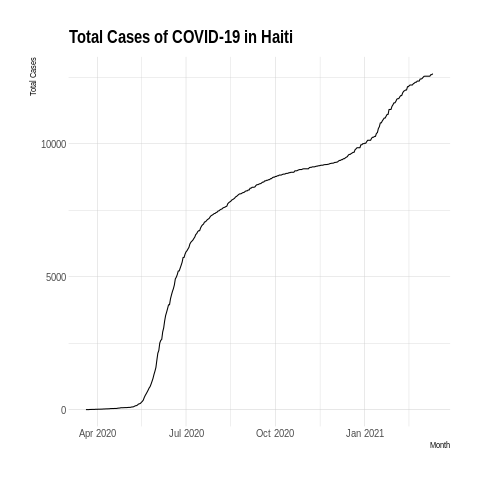 Total Cases of COVID-19 in Haiti
Total Cases
10000
5000
0
Apr 2020 Jul 2020 Oct 2020 Jan 2021
Month